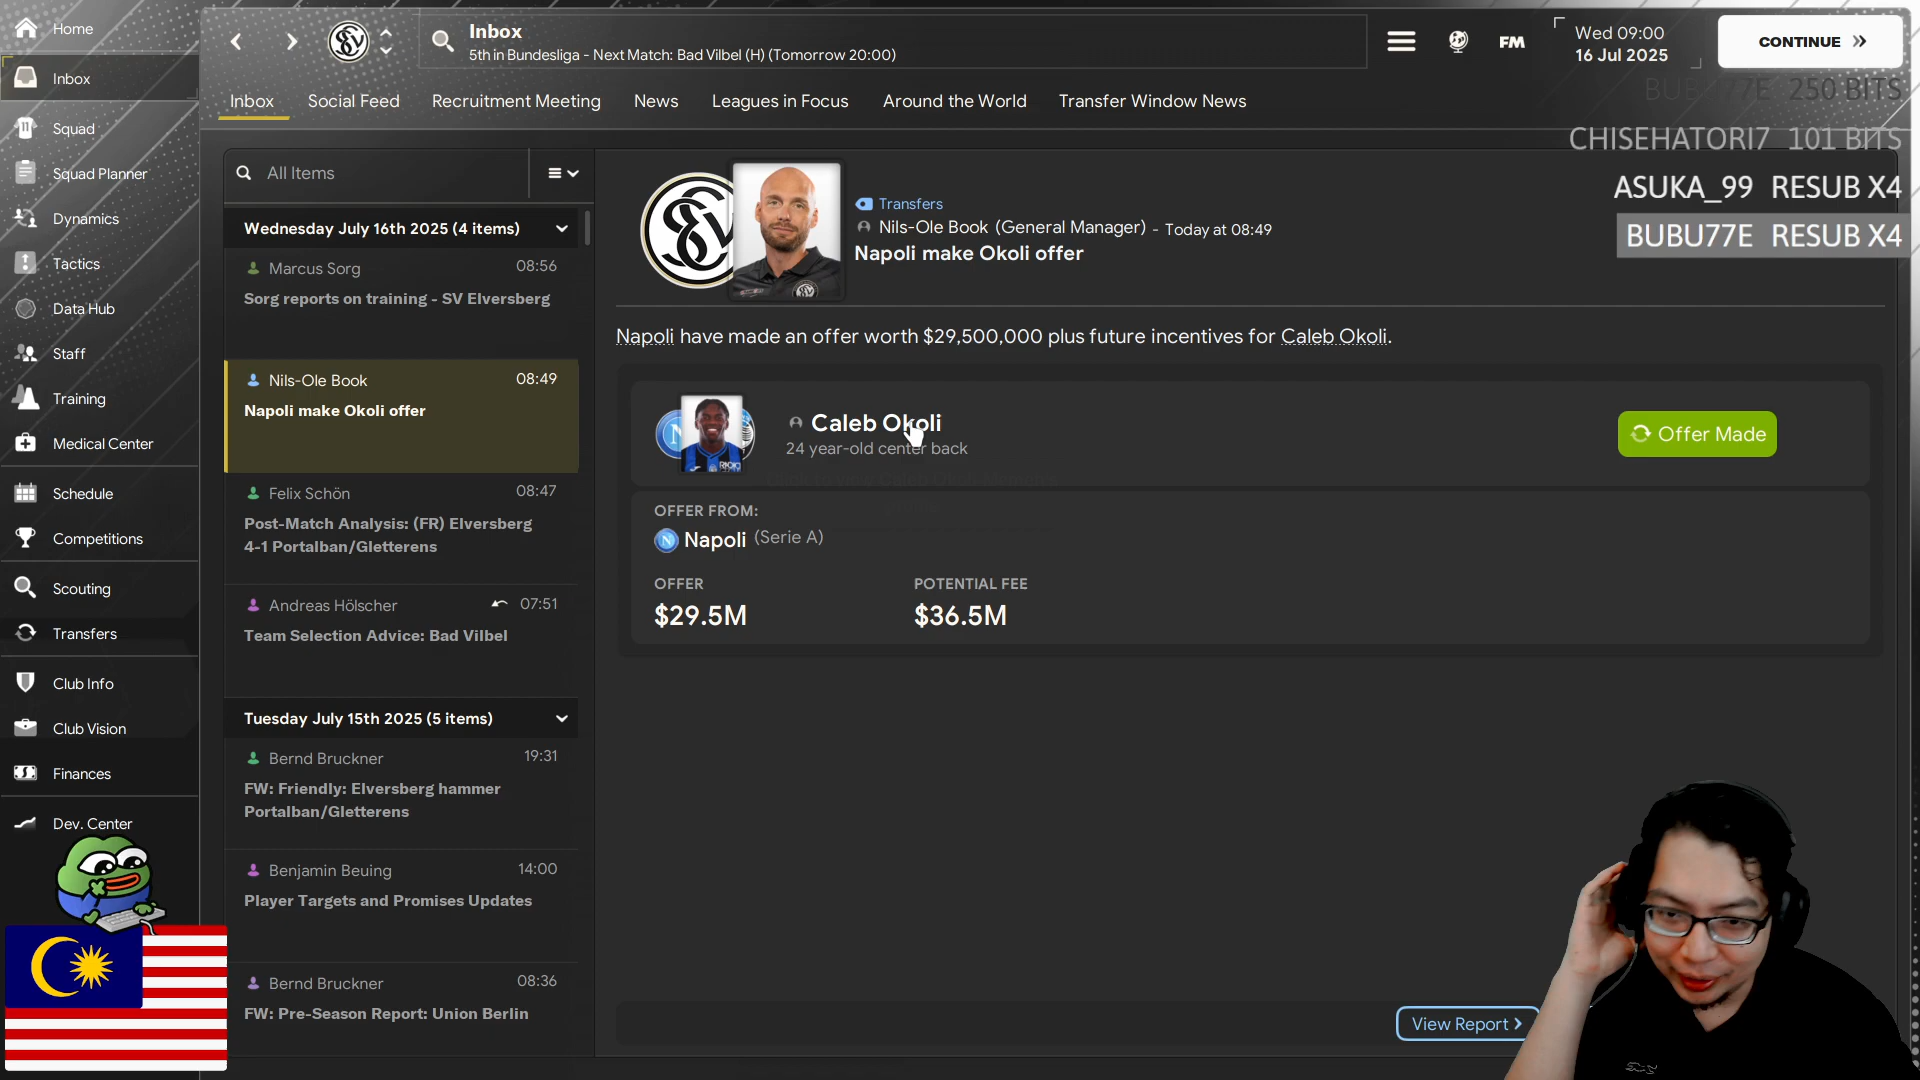 Home
Inbox
Squad
Squad Planner
Dynamics
Tactics
Data Hub
Staff
Training
Medical Center
Schedule
Competitions
Scouting
Transfers
Club Info
Club Vision
Finances
Dev. Center
Inbox
5th in Bundesliga - Next Match: Bad Vilbel (H) (Tomorrow 20:00)
FM
Wed 09:00
16 Jul 2025
CONTINUE
Inbox
Social Feed
Recruitment Meeting
News
Leagues in Focus
Around the World
Transfer Window News
BUBU77E 250 BITS
CHISEHATORI7 101 BITS
ASUKA_99 RESUB X4
BUBU77E RESUB X4
All Items
Wednesday July 16th 2025 (4 items)
Marcus Sorg 08:56
Sorg reports on training - SV Elversberg
Nils-Ole Book 08:49
Napoli make Okoli offer
Felix Schön 08:47
Post-Match Analysis: (FR) Elversberg
4-1 Portalban/Gletterens
Andreas Hölscher 07:51
Team Selection Advice: Bad Vilbel
Tuesday July 15th 2025 (5 items)
Bernd Bruckner 19:31
FW: Friendly: Elversberg hammer
Portalban/Gletterens
Benjamin Beuing 14:00
Player Targets and Promises Updates
Bernd Bruckner 08:36
FW: Pre-Season Report: Union Berlin
Transfers
Nils-Ole Book (General Manager) - Today at 08:49
Napoli make Okoli offer
Napoli have made an offer worth $29,500,000 plus future incentives for Caleb Okoli.
Caleb Okoli
24 year-old center back
Offer Made
OFFER FROM:
Napoli (Serie A)
OFFER
POTENTIAL FEE
$29.5M
$36.5M
View Report